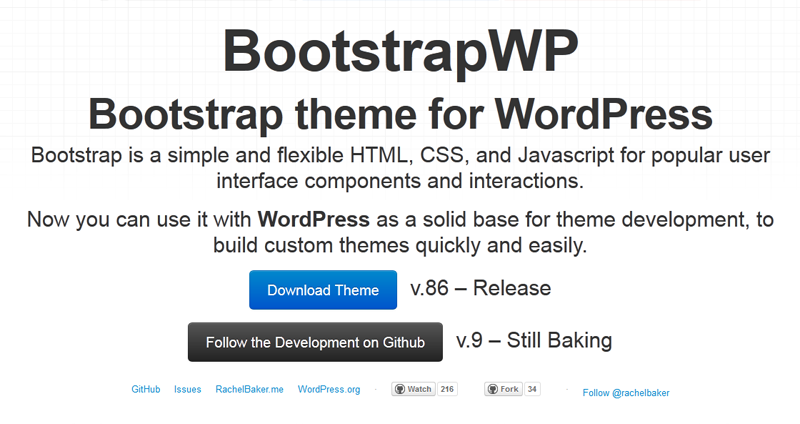 BootstrapWP
Bootstrap theme for WordPress
Bootstrap is a simple and flexible HTML, CSS, and Javascript for popular user
interface components and interactions.
Now you can use it with WordPress as a solid base for theme development, to
build custom themes quickly and easily.
Download Theme v.86 – Release
Follow the Development on Github v.9 – Still Baking
GitHub Issues RachelBaker.me WordPress.org · Watch 216 Fork 34 · Follow @rachelbaker